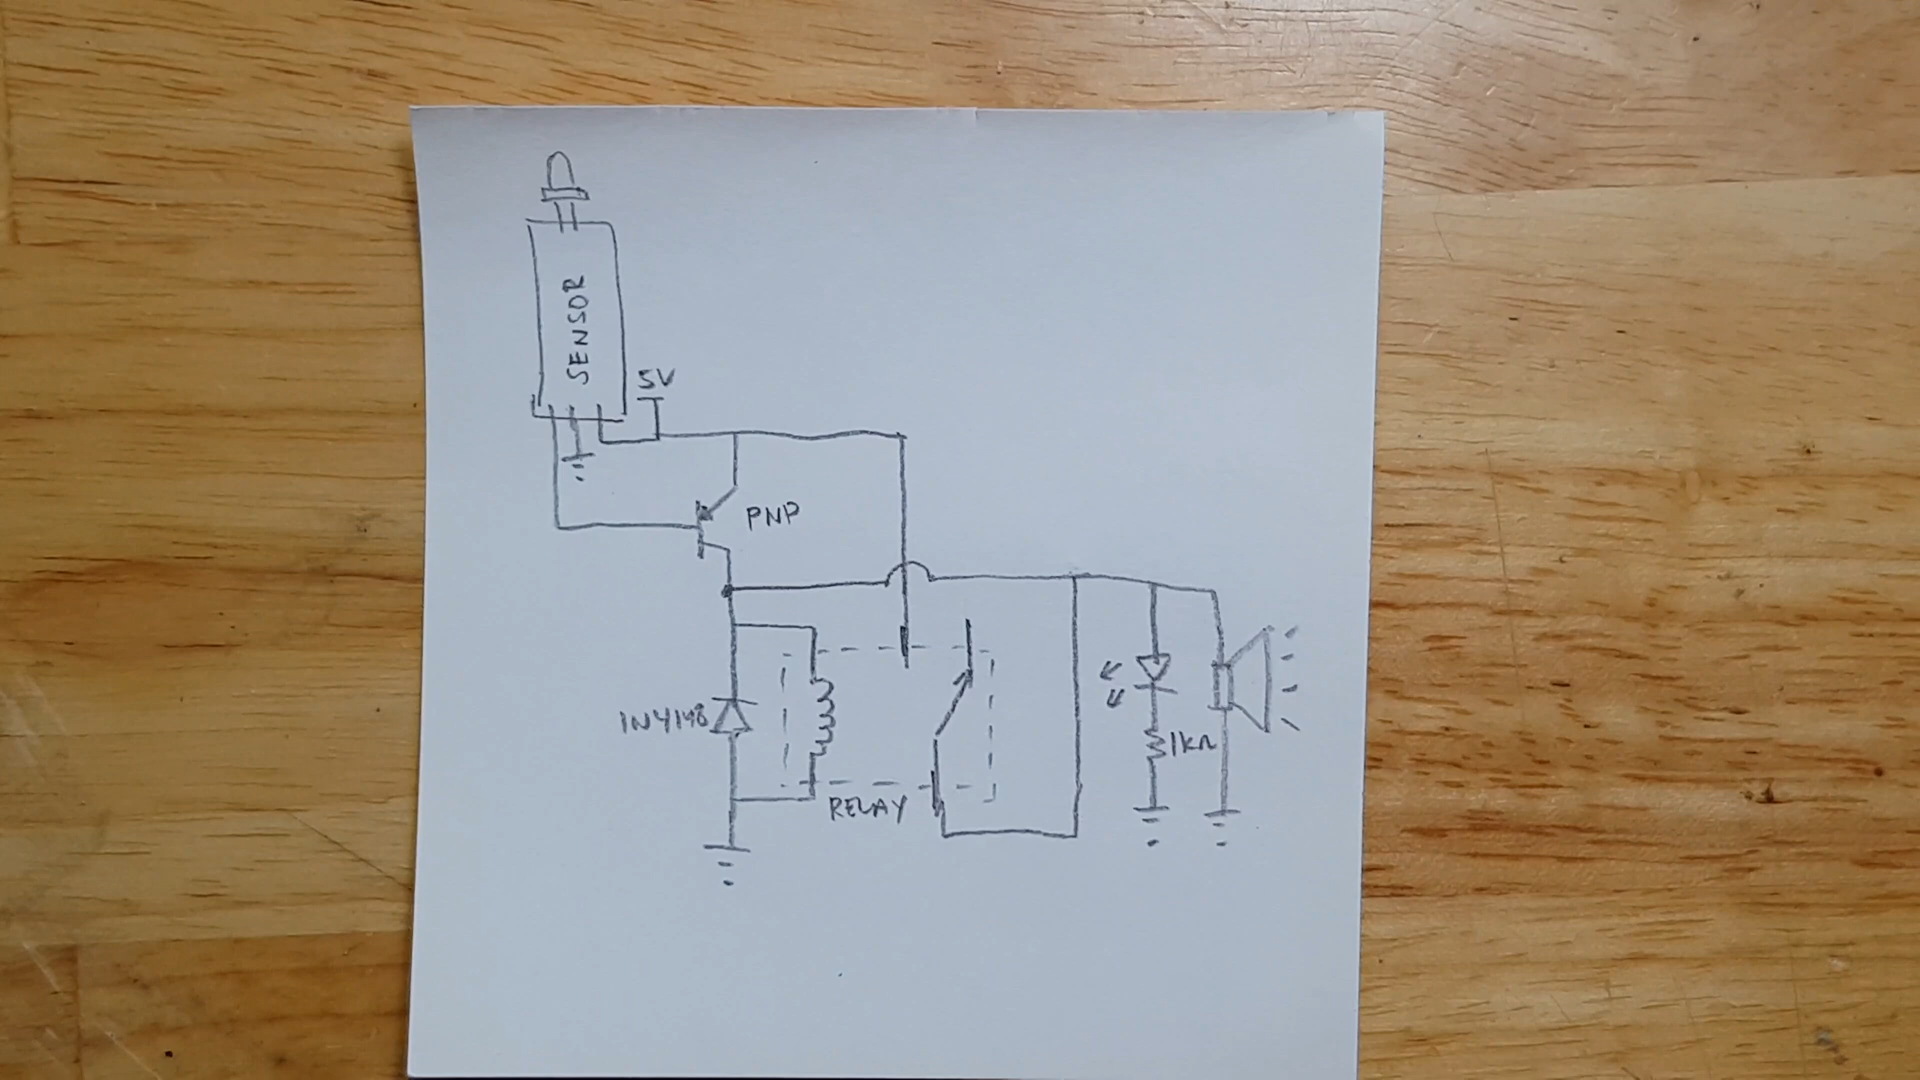 SENSOR
5V
PNP
1N4148
1kΩ
RELAY